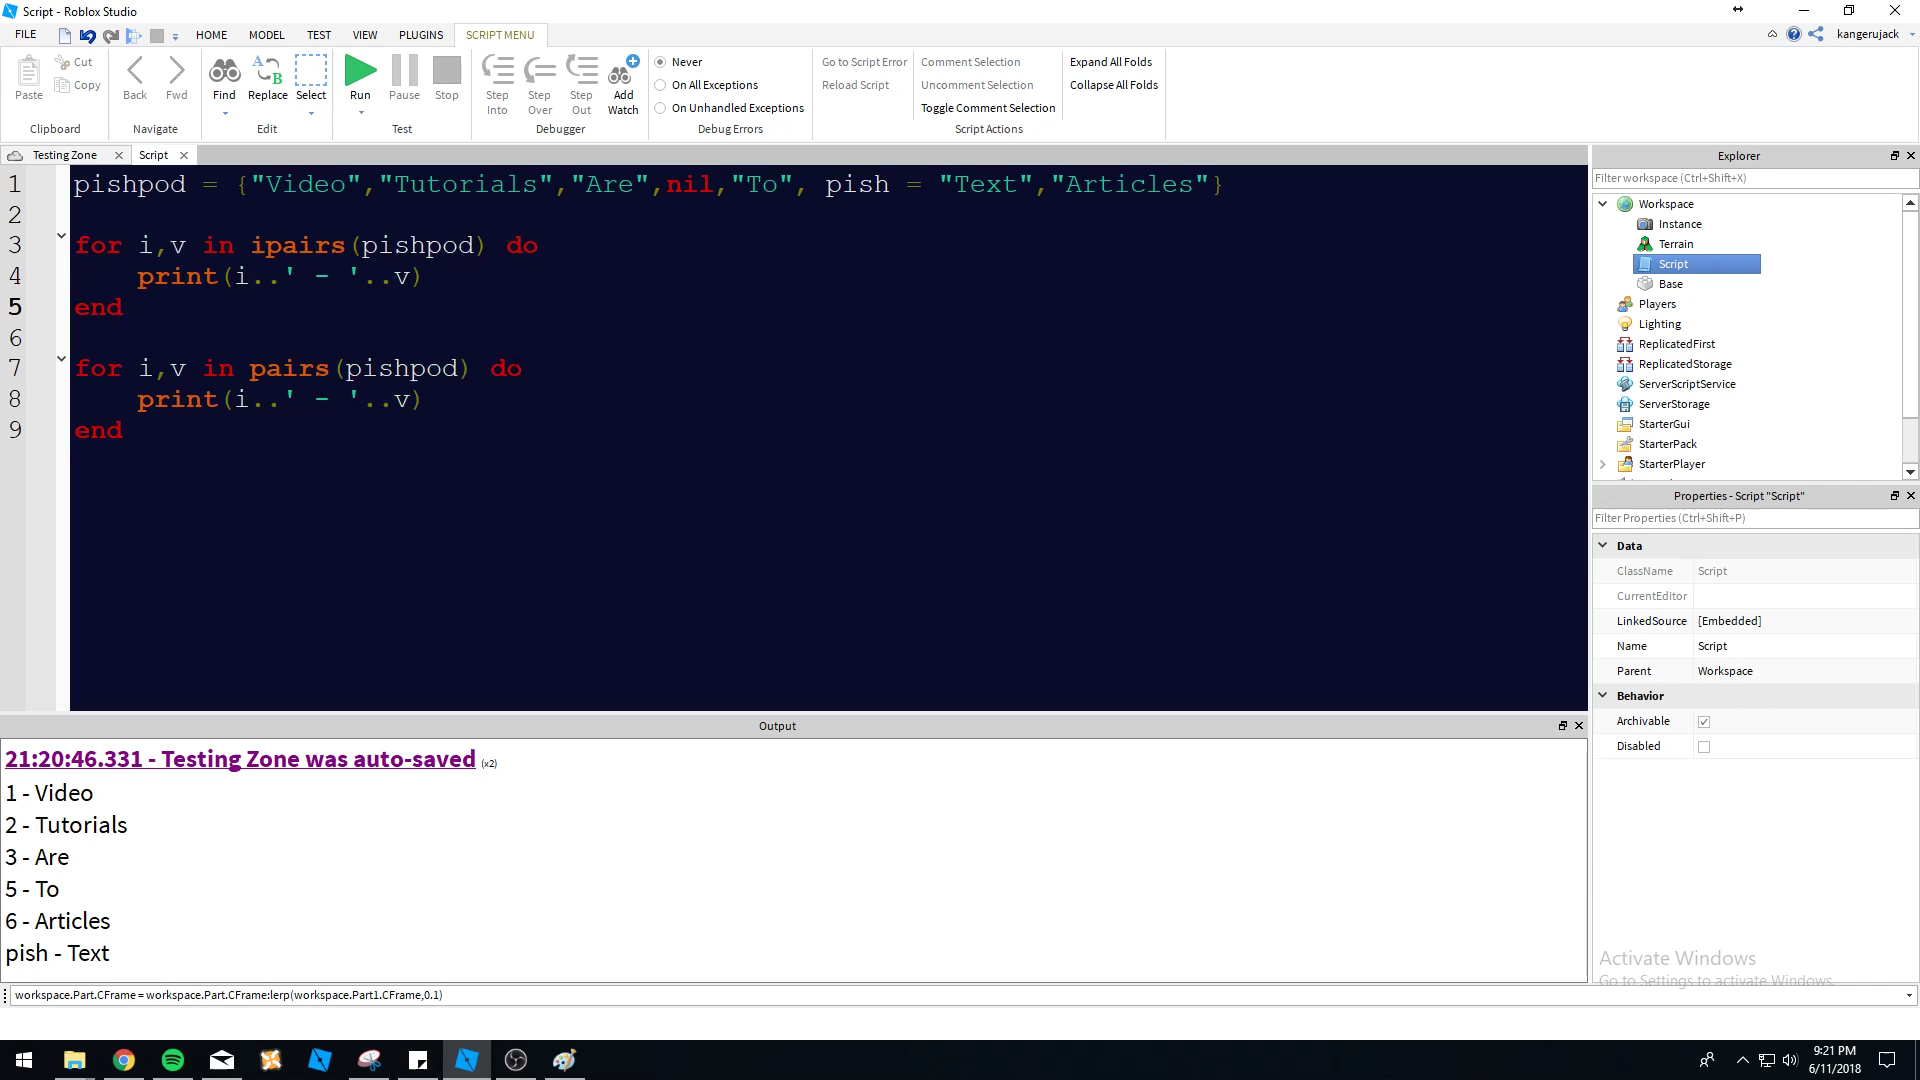 Script - Roblox Studio
FILE HOME MODEL TEST VIEW PLUGINS SCRIPT MENU kangerujack
Paste Cut Copy
Clipboard
Back Fwd
Navigate
Find Replace Select
Edit
Run Pause Stop
Test
Step Into Step Over Step Out Add Watch
Debugger
Never
On All Exceptions
On Unhandled Exceptions
Debug Errors
Go to Script Error
Reload Script
Comment Selection
Uncomment Selection
Toggle Comment Selection
Script Actions
Expand All Folds
Collapse All Folds
Testing Zone Script
1 pishpod = {"Video","Tutorials","Are",nil,"To", pish = "Text","Articles"}
2
3 for i,v in ipairs(pishpod) do
4 print(i..' - '..v)
5 end
6
7 for i,v in pairs(pishpod) do
8 print(i..' - '..v)
9 end
Explorer
Filter workspace (Ctrl+Shift+X)
Workspace
Instance
Terrain
Script
Base
Players
Lighting
ReplicatedFirst
ReplicatedStorage
ServerScriptService
ServerStorage
StarterGui
StarterPack
StarterPlayer
Properties - Script "Script"
Filter Properties (Ctrl+Shift+P)
Data
ClassName Script
CurrentEditor
LinkedSource [Embedded]
Name Script
Parent Workspace
Behavior
Archivable
Disabled
Output
21:20:46.331 - Testing Zone was auto-saved (x2)
1 - Video
2 - Tutorials
3 - Are
5 - To
6 - Articles
pish - Text
Activate Windows
Go to Settings to activate Windows.
workspace.Part.CFrame = workspace.Part.CFrame:lerp(workspace.Part1.CFrame,0.1)
9:21 PM
6/11/2018